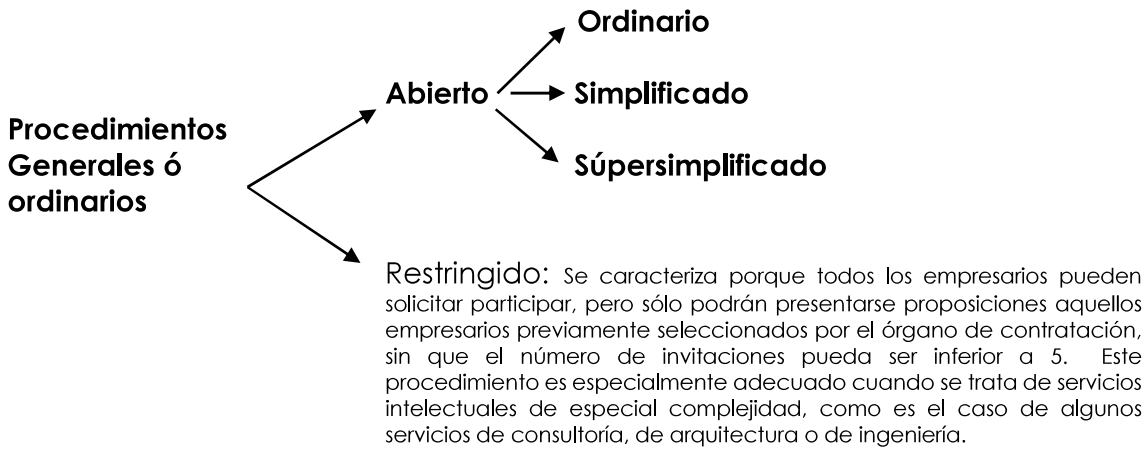 Procedimientos
Generales ó
ordinarios
Abierto
Ordinario
Simplificado
Súpersimplificado
Restringido: Se caracteriza porque todos los empresarios pueden
solicitar participar, pero sólo podrán presentarse proposiciones aquellos
empresarios previamente seleccionados por el órgano de contratación,
sin que el número de invitaciones pueda ser inferior a 5. Este
procedimiento es especialmente adecuado cuando se trata de servicios
intelectuales de especial complejidad, como es el caso de algunos
servicios de consultoría, de arquitectura o de ingeniería.